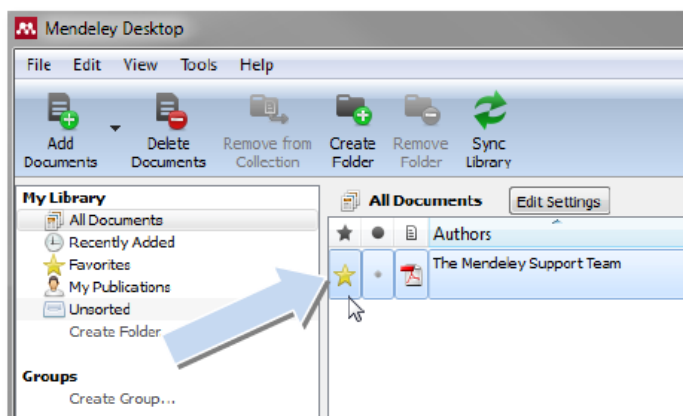 Mendeley Desktop
File Edit View Tools Help
Add Documents
Delete Documents
Remove from Collection
Create Folder
Remove Folder
Sync Library
My Library
All Documents
Recently Added
Favorites
My Publications
Unsorted
Create Folder
Groups
Create Group...
All Documents Edit Settings
Authors
The Mendeley Support Team